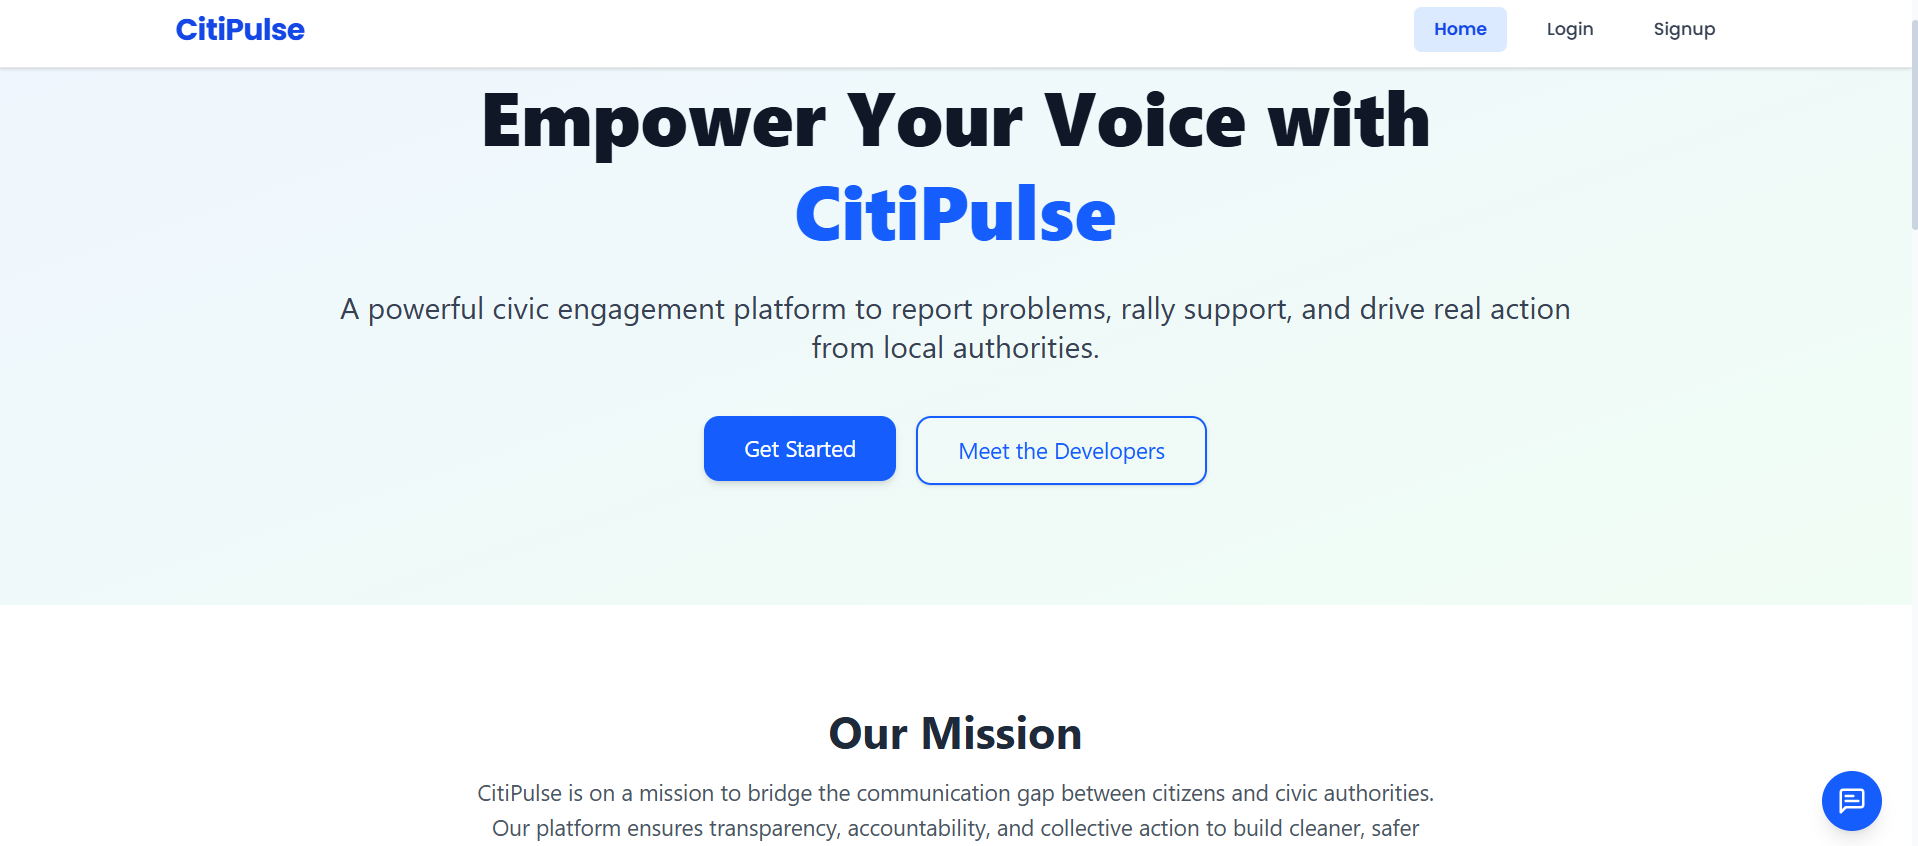 CitiPulse
Home
Login
Signup
Empower Your Voice with
CitiPulse
A powerful civic engagement platform to report problems, rally support, and drive real action
from local authorities.
Get Started
Meet the Developers
Our Mission
CitiPulse is on a mission to bridge the communication gap between citizens and civic authorities.
Our platform ensures transparency, accountability, and collective action to build cleaner, safer